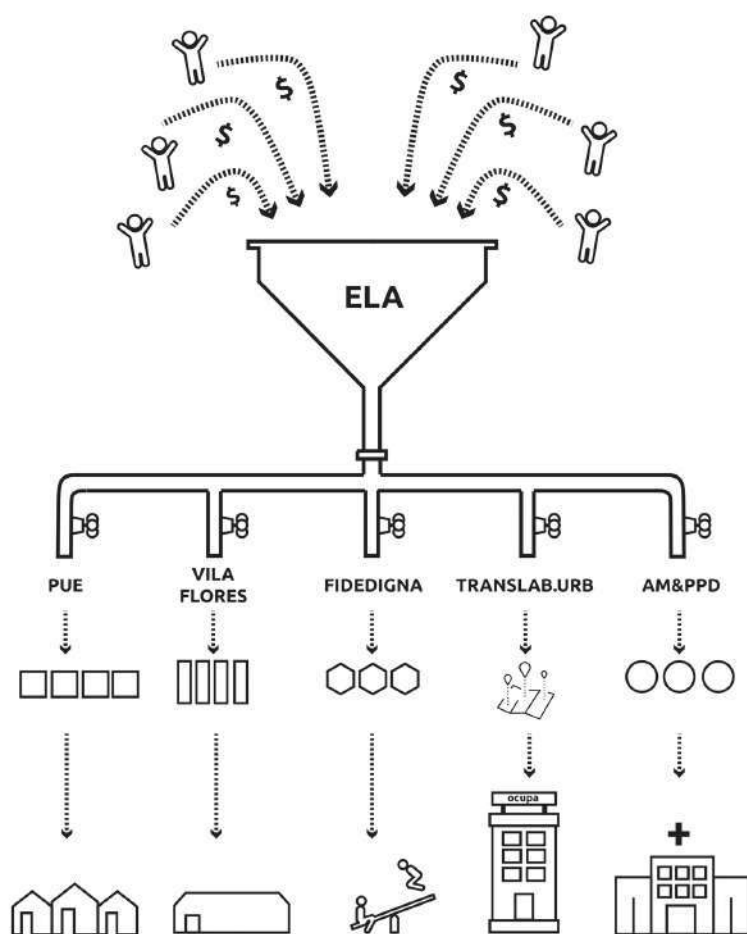 $ $
$ $
$ $
ELA
PUE
VILA
FLORES
FIDEDIGNA
TRANSLAB.URB
AM&PPD
ocupa